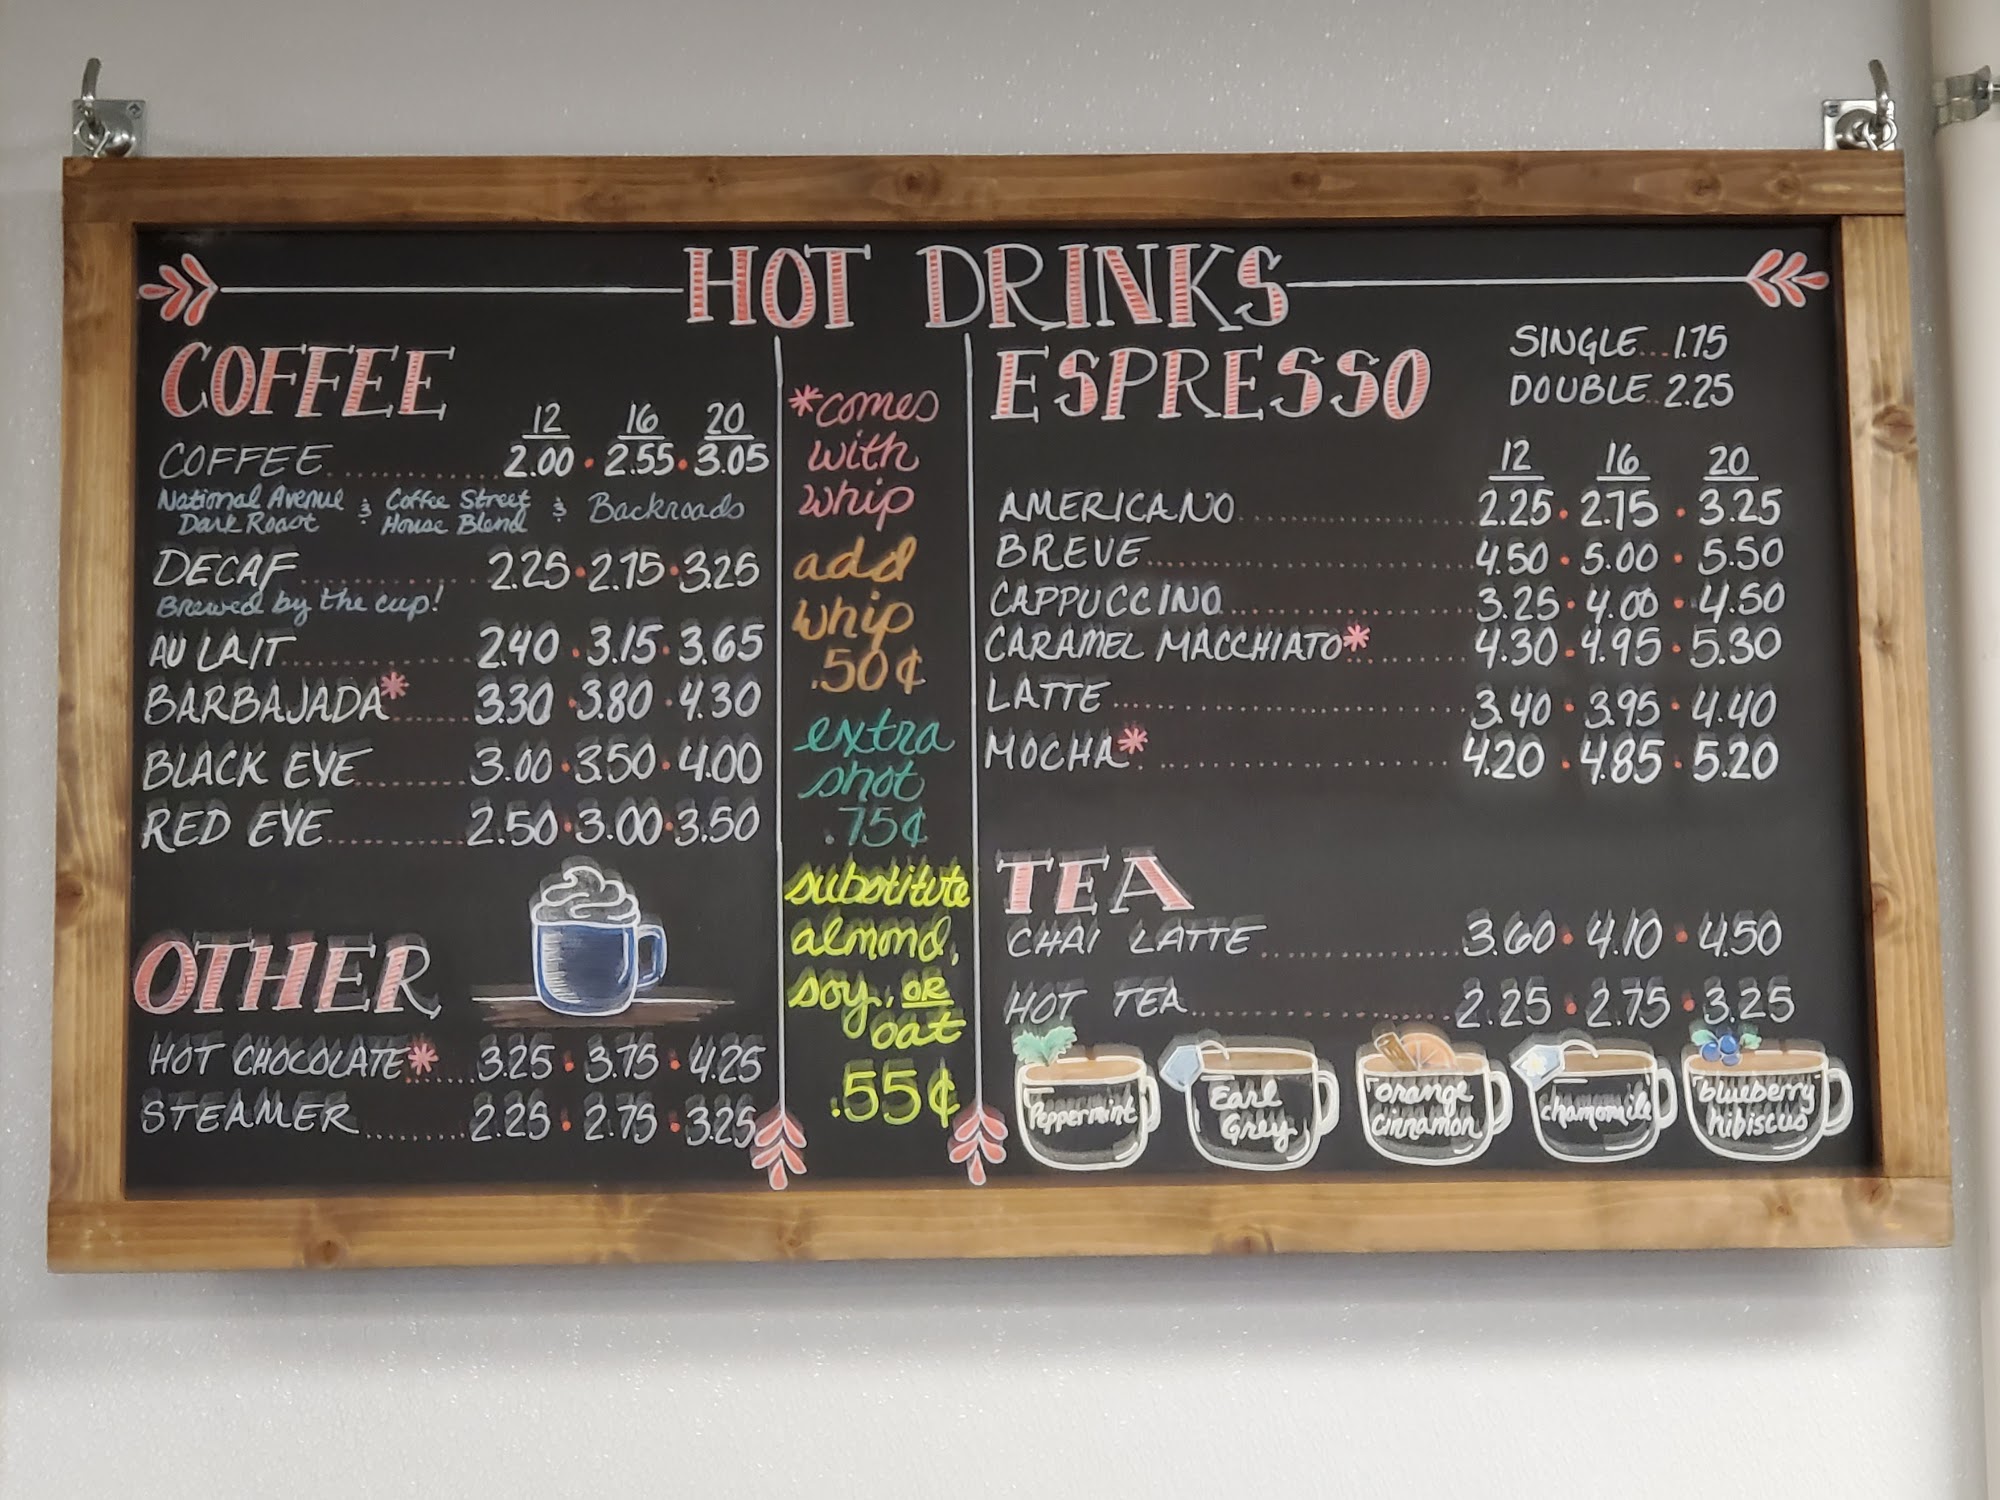 HOT DRINKS
COFFEE
12 16 20
COFFEE.............2.00 • 2.55 • 3.05
National Avenue & Coffee Street & Backroads
Dark Roast House Blend
DECAF.............2.25 • 2.75 • 3.25
Brewed by the cup!
AU LAIT.............2.40 • 3.15 • 3.65
BARBAJADA*.......3.30 • 3.80 • 4.30
BLACK EYE.........3.00 • 3.50 • 4.00
RED EYE............2.50 • 3.00 • 3.50
OTHER
HOT CHOCOLATE*.....3.25 • 3.75 • 4.25
STEAMER.........2.25 • 2.75 • 3.25
*comes
with
whip
add
whip
.50¢
extra
shot
.75¢
substitute
almond,
soy, OR
oat
.55¢
ESPRESSO
SINGLE...1.75
DOUBLE..2.25
12 16 20
AMERICANO....................2.25 • 2.75 • 3.25
BREVE..........................4.50 • 5.00 • 5.50
CAPPUCCINO....................3.25 • 4.00 • 4.50
CARAMEL MACCHIATO*..........4.30 • 4.95 • 5.30
LATTE............................3.40 • 3.95 • 4.40
MOCHA*..........................4.20 • 4.85 • 5.20
TEA
CHAI LATTE....................3.60 • 4.10 • 4.50
HOT TEA.......................2.25 • 2.75 • 3.25
Peppermint
Earl
Grey
orange
cinnamon
chamomile
blueberry
hibiscus